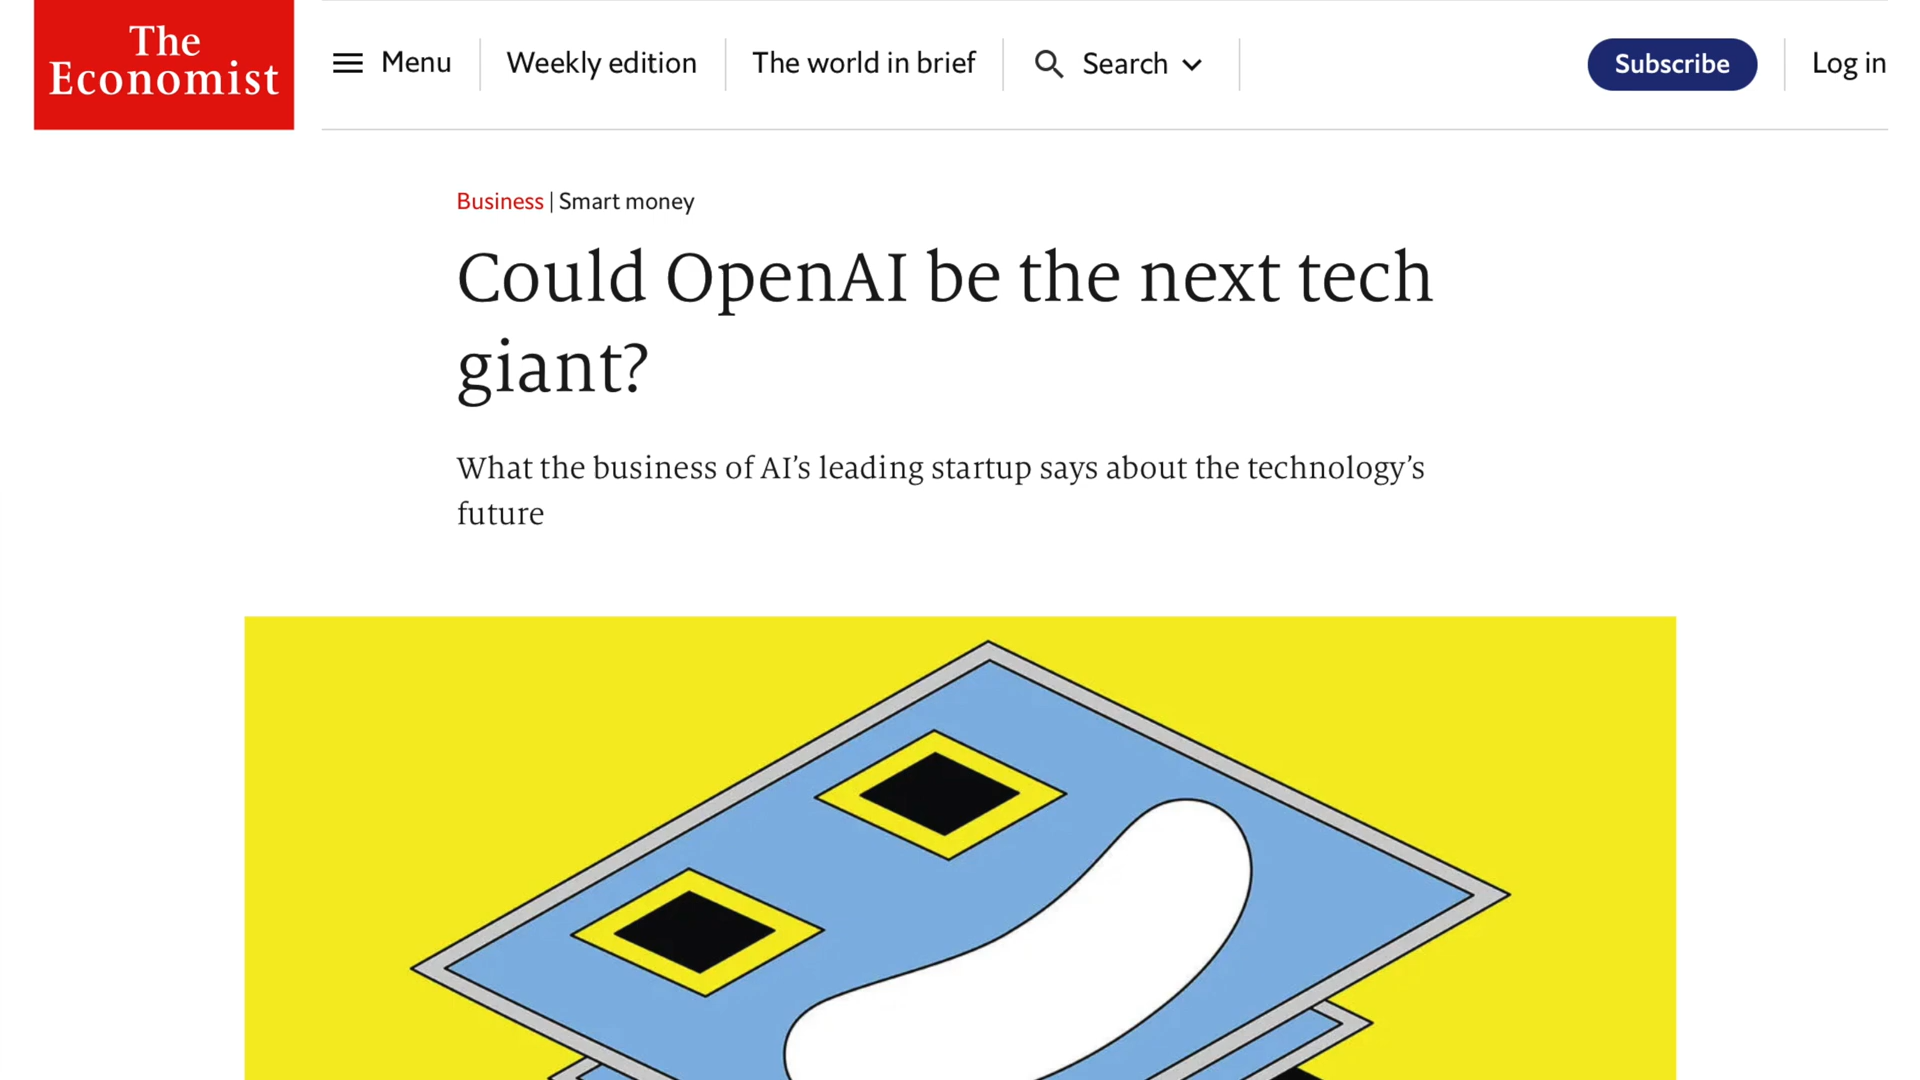 The
Economist
Menu
Weekly edition
The world in brief
Search
Subscribe
Log in
Business | Smart money
Could OpenAI be the next tech
giant?
What the business of AI’s leading startup says about the technology’s
future